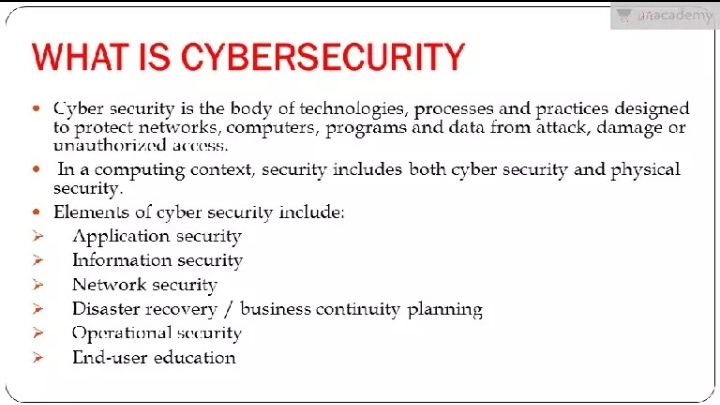 unacademy
WHAT IS CYBERSECURITY
• Cyber security is the body of technologies, processes and practices designed
to protect networks, computers, programs and data from attack, damage or
unauthorized access.
• In a computing context, security includes both cyber security and physical
security.
• Elements of cyber security include:
➢ Application security
➢ Information security
➢ Network security
➢ Disaster recovery / business continuity planning
➢ Operational security
➢ End-user education